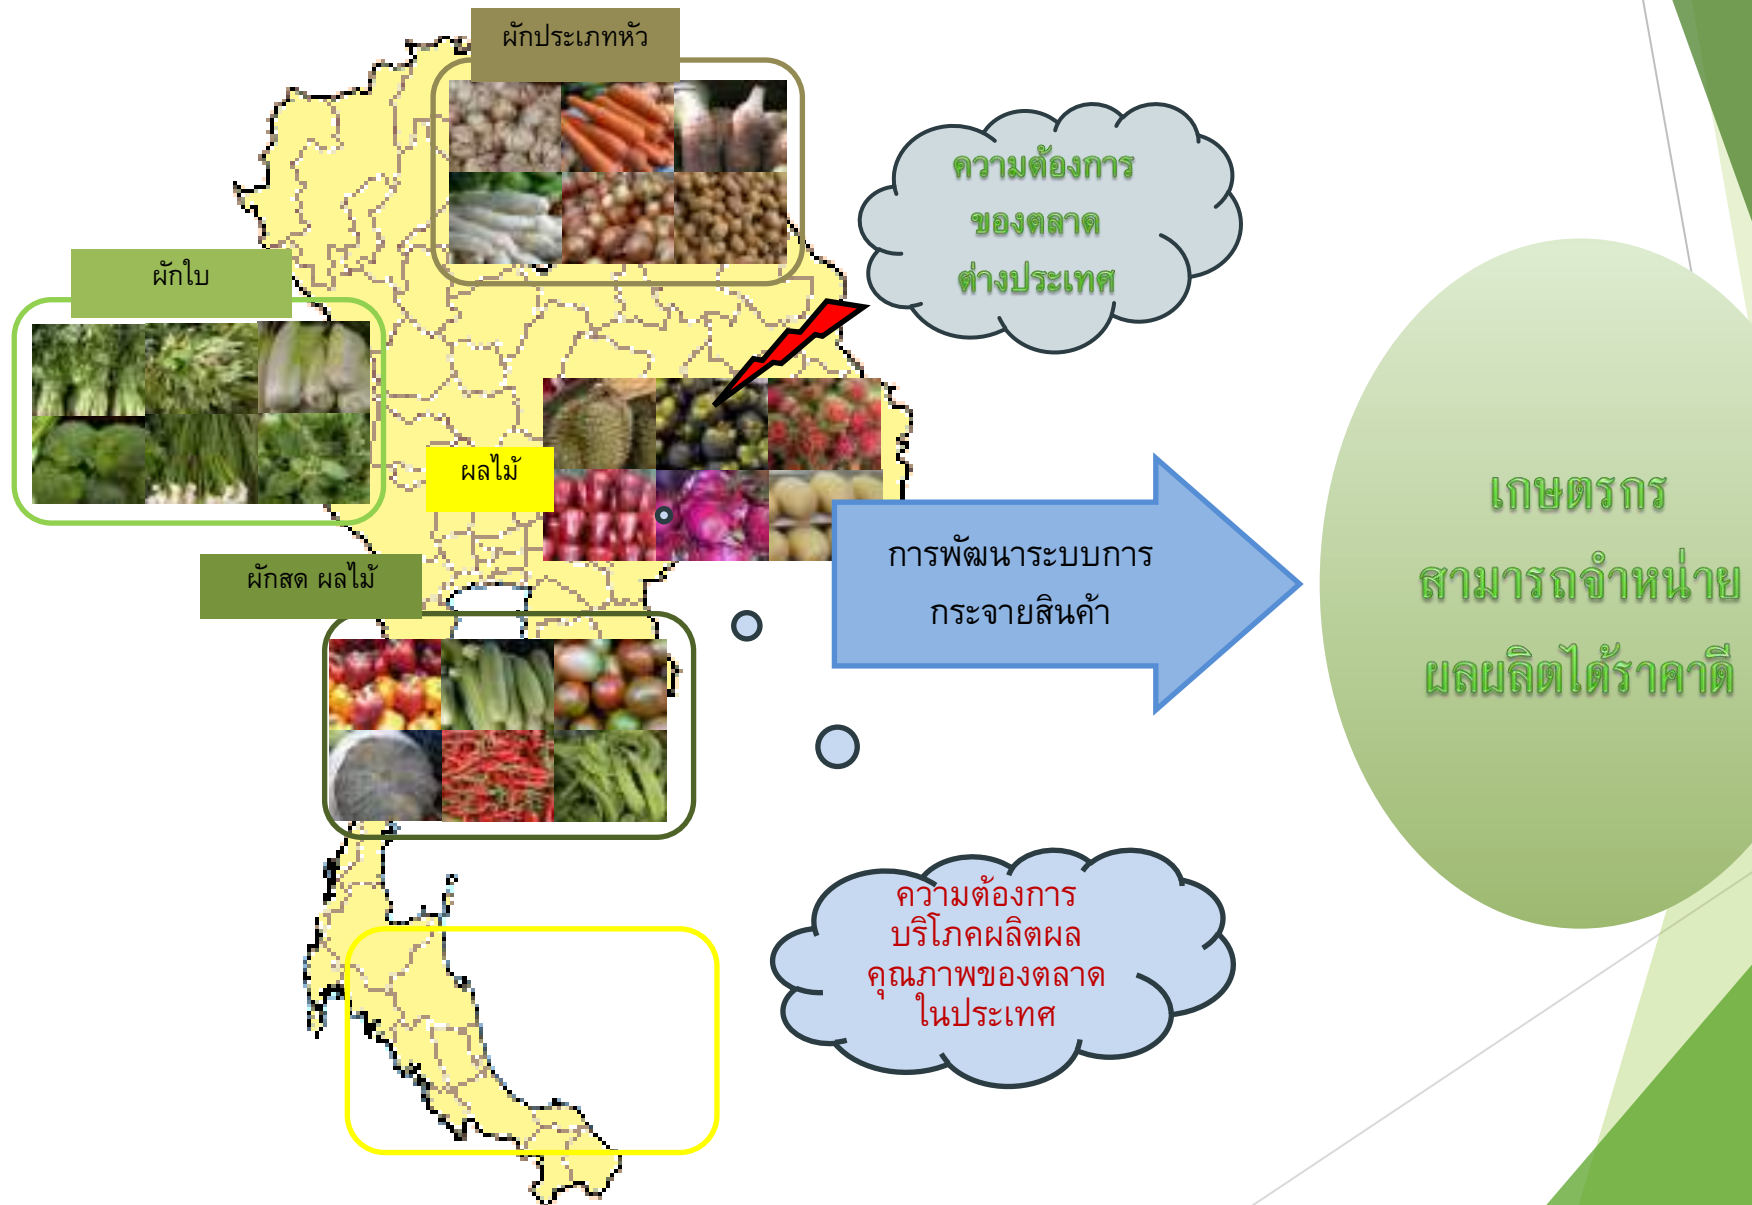 ผักประเภทหัว
ความต้องการ
ของตลาด
ต่างประเทศ
ผักใบ
ผลไม้
เกษตรกร
สามารถจำหน่าย
ผลผลิตได้ราคาดี
การพัฒนาระบบการ
กระจายสินค้า
ผักสด ผลไม้
ความต้องการ
บริโภคผลิตผล
คุณภาพของตลาด
ในประเทศ